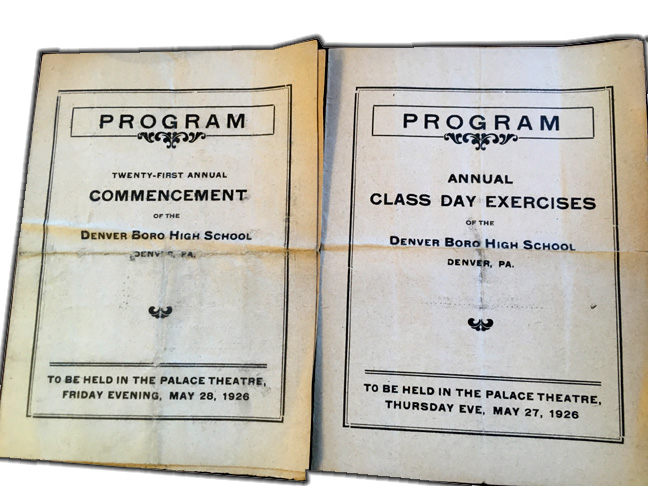 PROGRAM
TWENTY-FIRST ANNUAL
COMMENCEMENT
OF THE
DENVER BORO HIGH SCHOOL
DENVER, PA.
TO BE HELD IN THE PALACE THEATRE,
FRIDAY EVENING, MAY 28, 1926
PROGRAM
ANNUAL
CLASS DAY EXERCISES
OF THE
DENVER BORO HIGH SCHOOL
DENVER, PA.
TO BE HELD IN THE PALACE THEATRE,
THURSDAY EVE, MAY 27, 1926